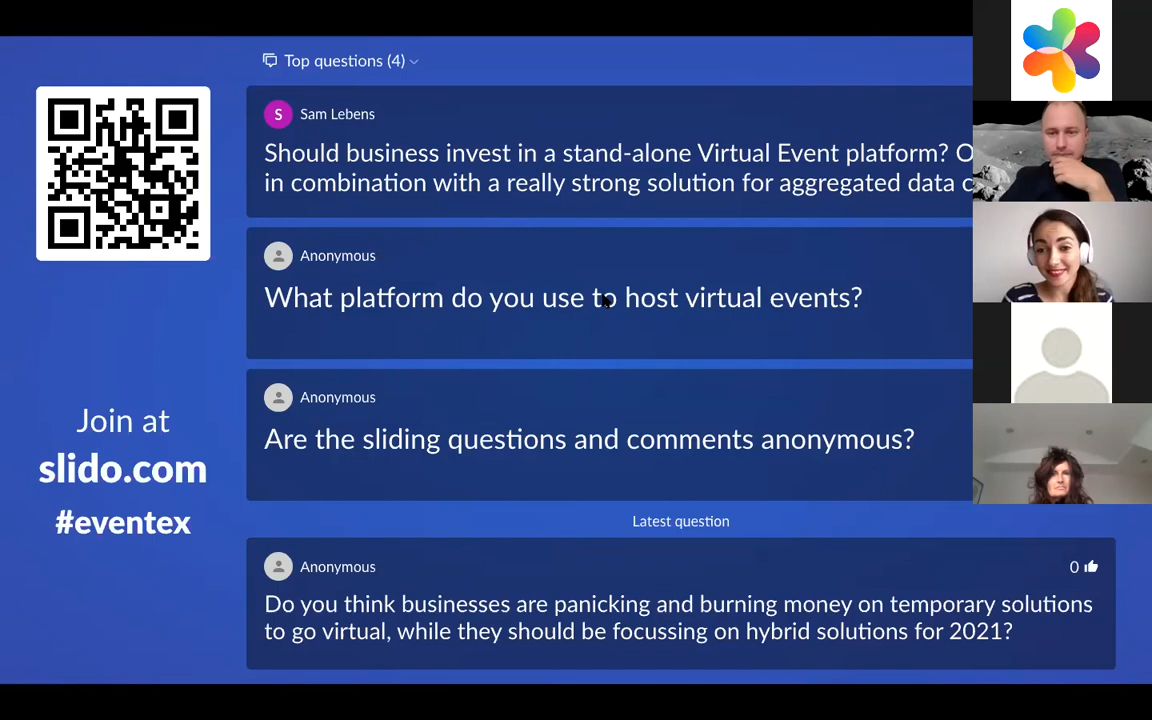 Top questions (4)
S
Sam Lebens
Should business invest in a stand-alone Virtual Event platform?
in combination with a really strong solution for aggregated data
Anonymous
What platform do you use to host virtual events?
Anonymous
Are the sliding questions and comments anonymous?
Join at
slido.com
#eventex
Latest question
Anonymous
0
Do you think businesses are panicking and burning money on temporary solutions
to go virtual, while they should be focussing on hybrid solutions for 2021?